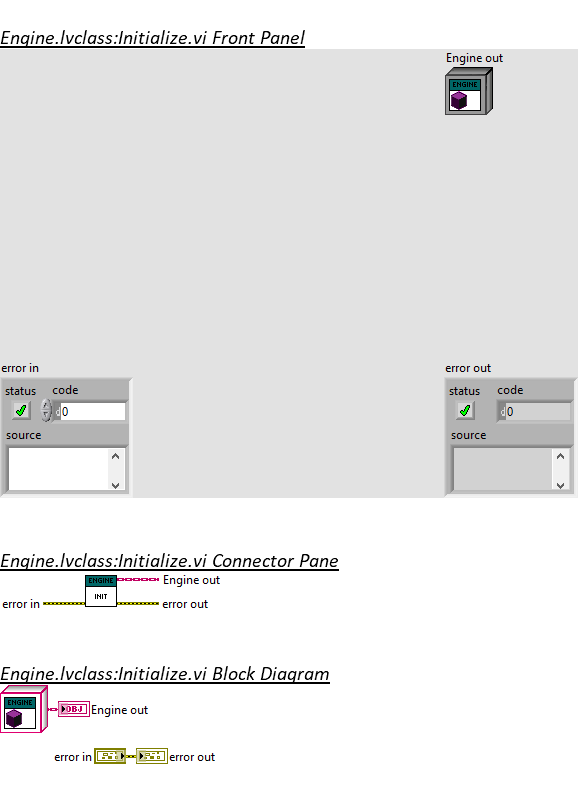 Engine.lvclass:Initialize.vi Front Panel
Engine out
ENGINE
error in
error out
status code
status code
0
0
source
source
Engine.lvclass:Initialize.vi Connector Pane
ENGINE
Engine out
INIT
error in
error out
Engine.lvclass:Initialize.vi Block Diagram
ENGINE
OBJ
Engine out
error in
error out